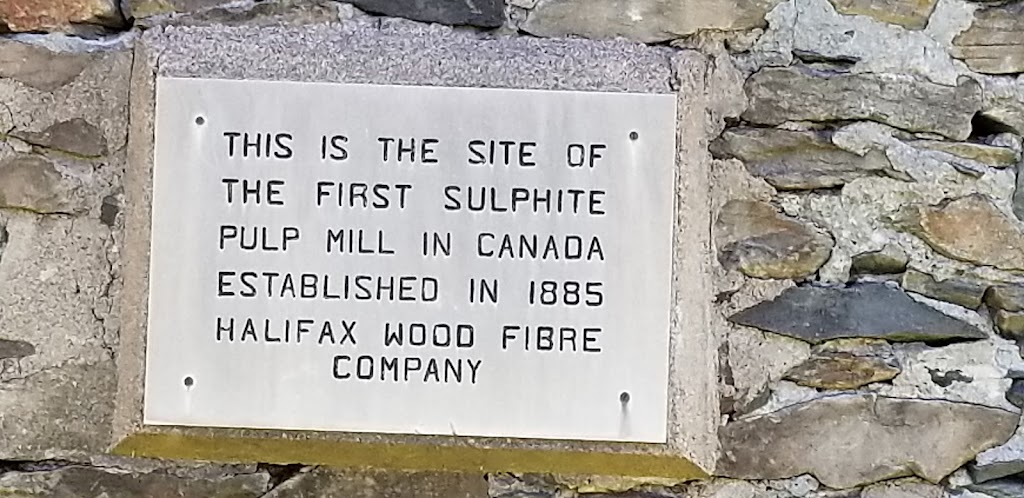 THIS IS THE SITE OF
THE FIRST SULPHITE
PULP MILL IN CANADA
ESTABLISHED IN 1885
HALIFAX WOOD FIBRE
COMPANY